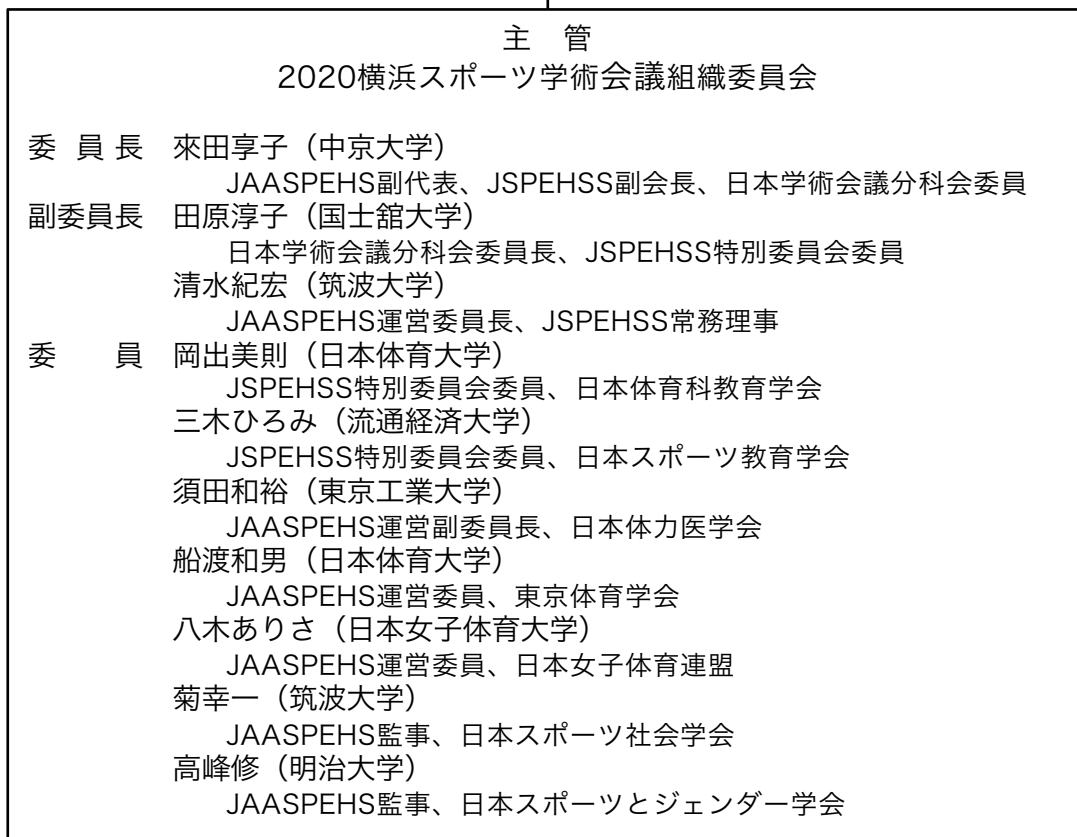 主　管
2020横浜スポーツ学術会議組織委員会
委 員 長　來田享子（中京大学）
JAASPEHS副代表、JSPEHSS副会長、日本学術会議分科会委員
副委員長　田原淳子（国士舘大学）
日本学術会議分科会委員長、JSPEHSS特別委員会委員
清水紀宏（筑波大学）
JAASPEHS運営委員長、JSPEHSS常務理事
委　　員　岡出美則（日本体育大学）
JSPEHSS特別委員会委員、日本体育科教育学会
三木ひろみ（流通経済大学）
JSPEHSS特別委員会委員、日本スポーツ教育学会
須田和裕（東京工業大学）
JAASPEHS運営副委員長、日本体力医学会
船渡和男（日本体育大学）
JAASPEHS運営委員、東京体育学会
八木ありさ（日本女子体育大学）
JAASPEHS運営委員、日本女子体育連盟
菊幸一（筑波大学）
JAASPEHS監事、日本スポーツ社会学会
高峰修（明治大学）
JAASPEHS監事、日本スポーツとジェンダー学会